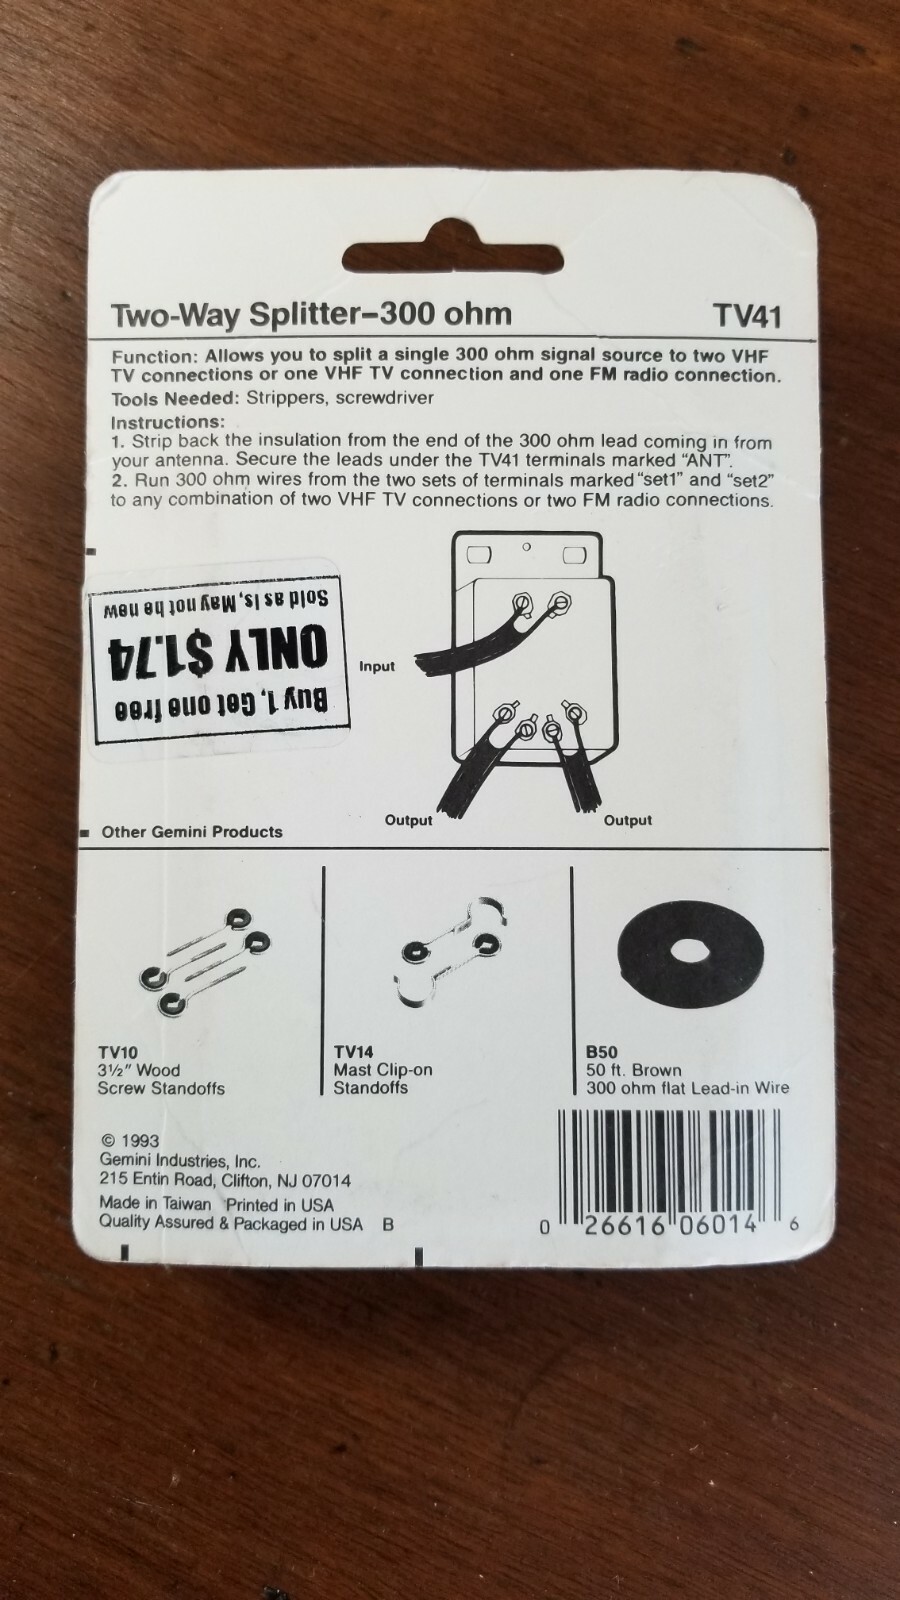 Two-Way Splitter–300 ohm TV41
Function: Allows you to split a single 300 ohm signal source to two VHF
TV connections or one VHF TV connection and one FM radio connection.
Tools Needed: Strippers, screwdriver
Instructions:
1. Strip back the insulation from the end of the 300 ohm lead coming in from
your antenna. Secure the leads under the TV41 terminals marked “ANT”.
2. Run 300 ohm wires from the two sets of terminals marked “set1” and “set2”
to any combination of two VHF TV connections or two FM radio connections.
Buy 1, Get one free
ONLY $1.74
Sold as Is, May not be new
Input
Output
Output
Other Gemini Products
TV10
3½” Wood
Screw Standoffs
TV14
Mast Clip-on
Standoffs
B50
50 ft. Brown
300 ohm flat Lead-in Wire
© 1993
Gemini Industries, Inc.
215 Entin Road, Clifton, NJ 07014
Made in Taiwan Printed in USA
Quality Assured & Packaged in USA B
0 26616 06014 6